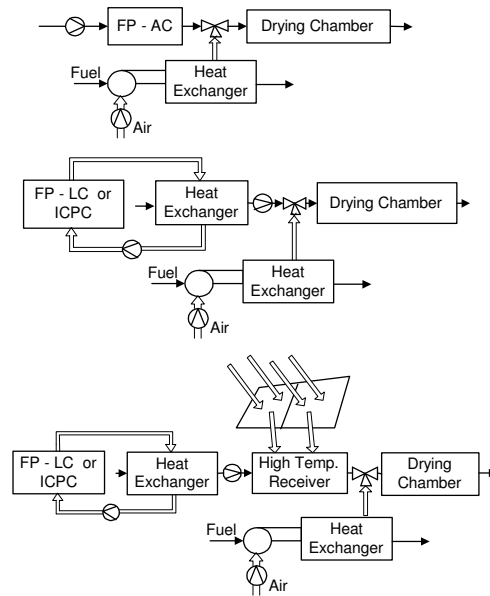 FP - AC
Drying Chamber
Fuel
Heat
Exchanger
Air
FP - LC or
ICPC
Heat
Exchanger
Drying Chamber
Fuel
Heat
Exchanger
Air
FP - LC or
ICPC
Heat
Exchanger
High Temp.
Receiver
Drying
Chamber
Fuel
Heat
Exchanger
Air